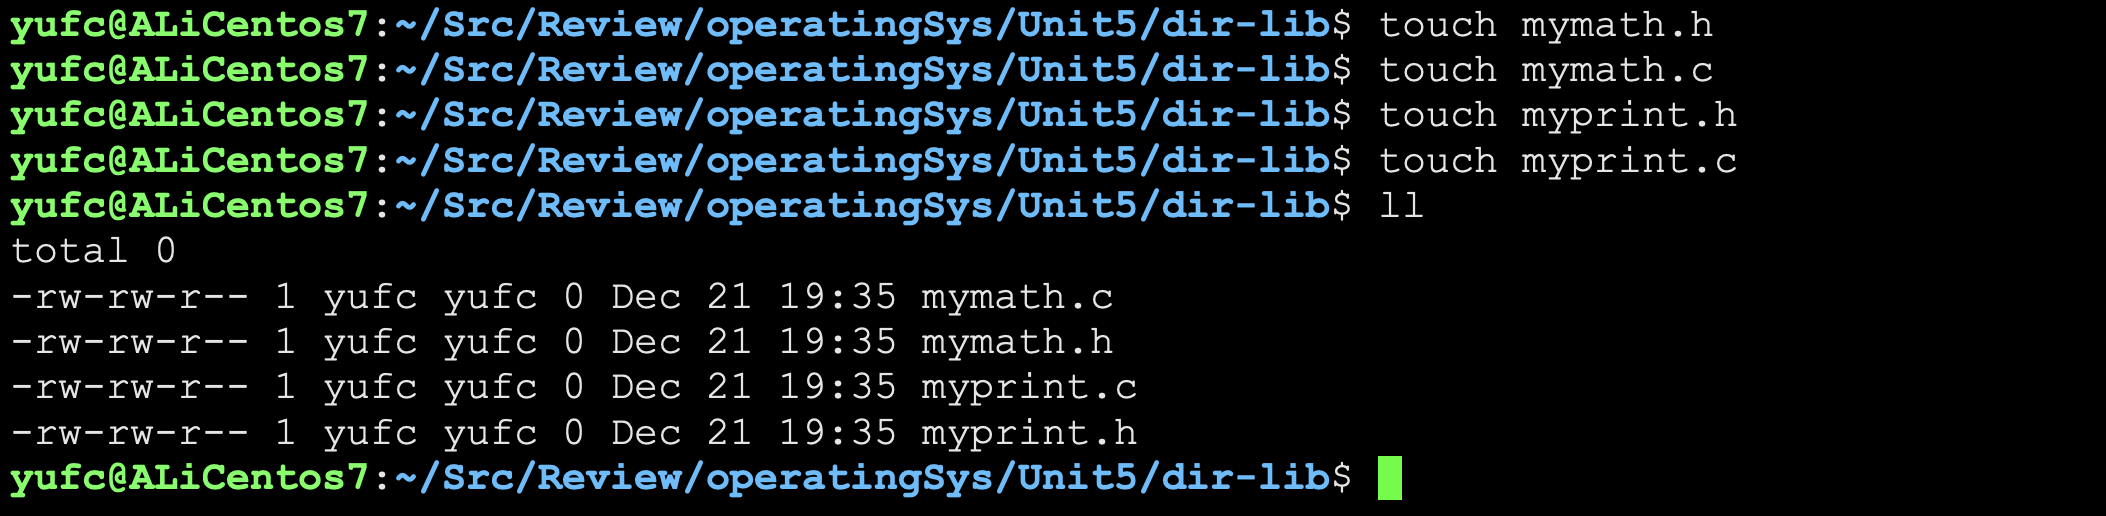 yufc@ALiCentos7:~/Src/Review/operatingSys/Unit5/dir-lib$ touch mymath.h
yufc@ALiCentos7:~/Src/Review/operatingSys/Unit5/dir-lib$ touch mymath.c
yufc@ALiCentos7:~/Src/Review/operatingSys/Unit5/dir-lib$ touch myprint.h
yufc@ALiCentos7:~/Src/Review/operatingSys/Unit5/dir-lib$ touch myprint.c
yufc@ALiCentos7:~/Src/Review/operatingSys/Unit5/dir-lib$ ll
total 0
-rw-rw-r-- 1 yufc yufc 0 Dec 21 19:35 mymath.c
-rw-rw-r-- 1 yufc yufc 0 Dec 21 19:35 mymath.h
-rw-rw-r-- 1 yufc yufc 0 Dec 21 19:35 myprint.c
-rw-rw-r-- 1 yufc yufc 0 Dec 21 19:35 myprint.h
yufc@ALiCentos7:~/Src/Review/operatingSys/Unit5/dir-lib$